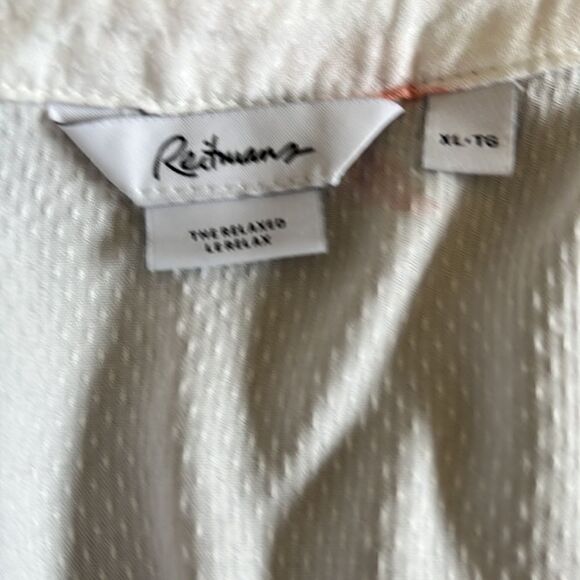 Reitmans
XL-TG
THE RELAXED
LE RELAX